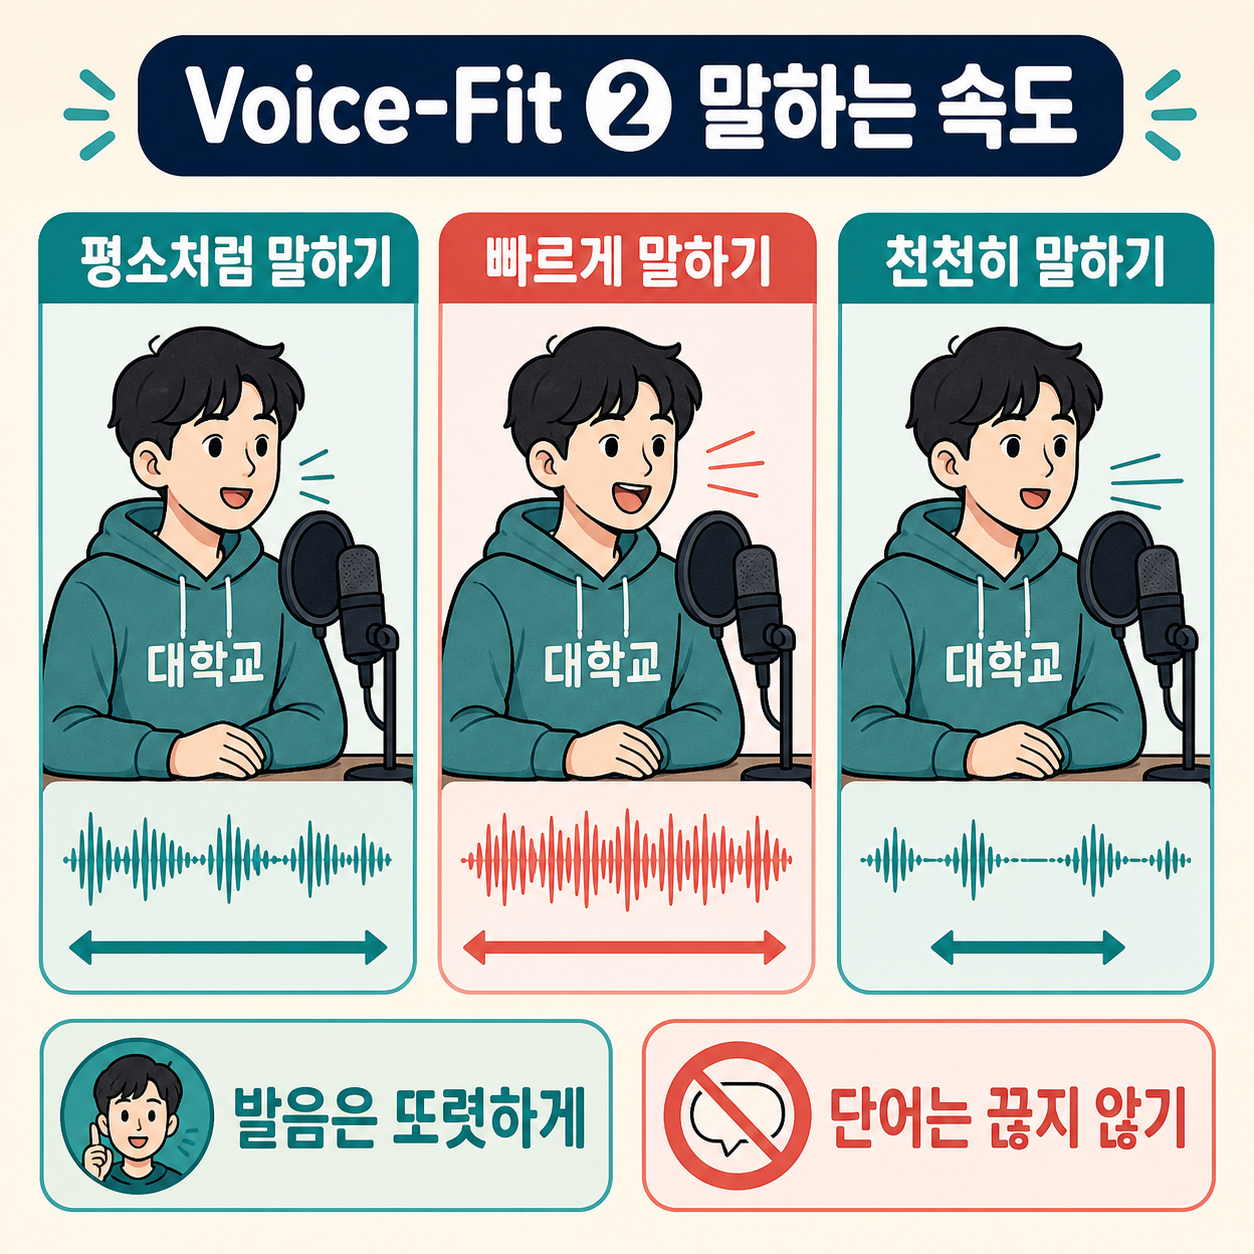 Voice-Fit ❷ 말하는 속도
평소처럼 말하기
빠르게 말하기
천천히 말하기
대학교
대학교
대학교
발음은 또렷하게
단어는 끊지 않기